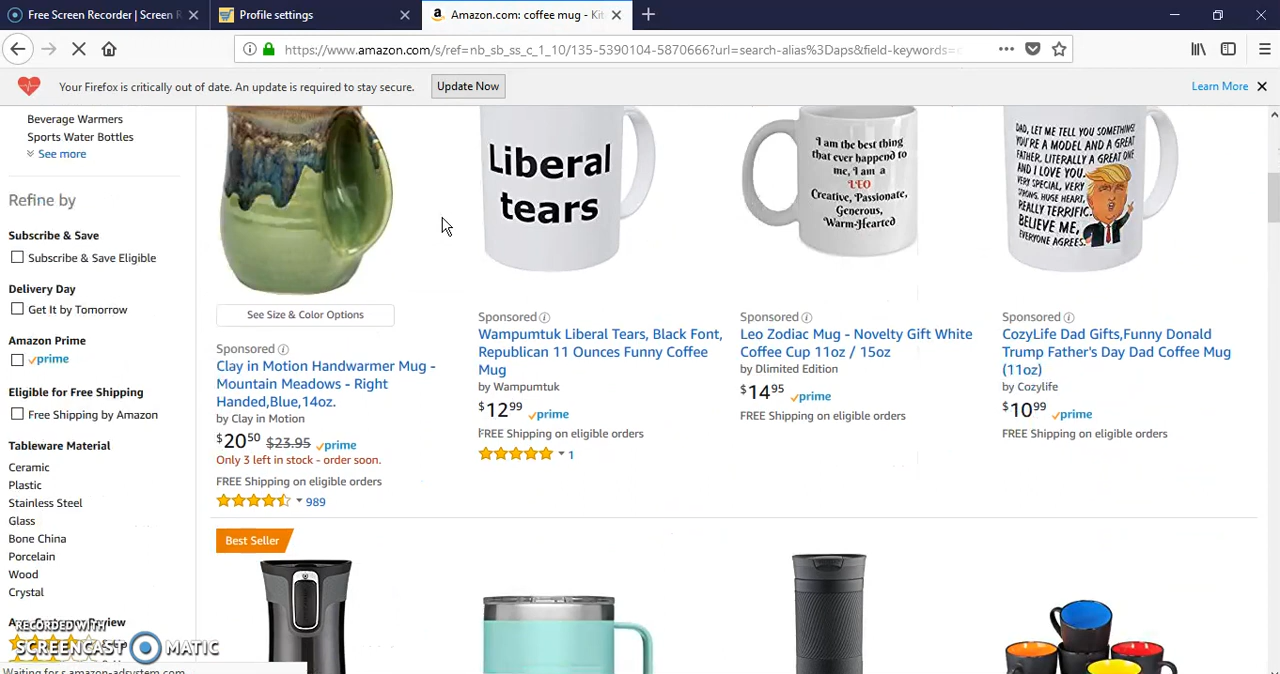 Free Screen Recorder | Screen R
Profile settings
Amazon.com: coffee mug - Kit
https://www.amazon.com/s/ref=nb_sb_ss_c_1_10/135-5390104-5870666?url=search-alias%3Daps&field-keywords=
Your Firefox is critically out of date. An update is required to stay secure.
Update Now
Learn More
Beverage Warmers
Sports Water Bottles
See more
Refine by
Subscribe & Save
Subscribe & Save Eligible
Delivery Day
Get It by Tomorrow
Amazon Prime
prime
Eligible for Free Shipping
Free Shipping by Amazon
Tableware Material
Ceramic
Plastic
Stainless Steel
Glass
Bone China
Porcelain
Wood
Crystal
RECORDED WITH
SCREENCAST MATIC
Waiting for s.amazon-adsystem.com
See Size & Color Options
Sponsored
Clay in Motion Handwarmer Mug -
Mountain Meadows - Right
Handed,Blue,14oz.
by Clay in Motion
$20 50 $23.95 prime
Only 3 left in stock - order soon.
FREE Shipping on eligible orders
989
Liberal
tears
Sponsored
Wampumtuk Liberal Tears, Black Font,
Republican 11 Ounces Funny Coffee
Mug
by Wampumtuk
$12 99 prime
FREE Shipping on eligible orders
1
I am the best thing
that ever happend to
me, I am a
LEO
Creative, Passionate,
Generous,
Warm-Hearted
Sponsored
Leo Zodiac Mug - Novelty Gift White
Coffee Cup 11oz / 15oz
by Dlimited Edition
$14 95 prime
FREE Shipping on eligible orders
DAD, LET ME TELL YOU SOMETHING
YOU'RE A MODEL AND A GREAT
FATHER, LITERALLY A GREAT ONE
AND I LOVE YOU.
VERY SPECIAL, VERY
STRONG. HUGE HEART,
REALLY TERRIFIC.
BELIEVE ME,
EVERYONE AGREES.
Sponsored
CozyLife Dad Gifts,Funny Donald
Trump Father's Day Dad Coffee Mug
(11oz)
by Cozylife
$10 99 prime
FREE Shipping on eligible orders
Best Seller